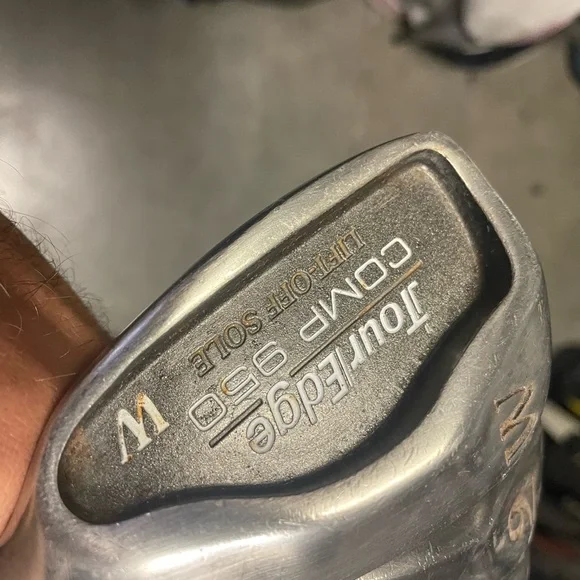 TourEdge
COMP 950
LIFT-OFF SOLE
W
W